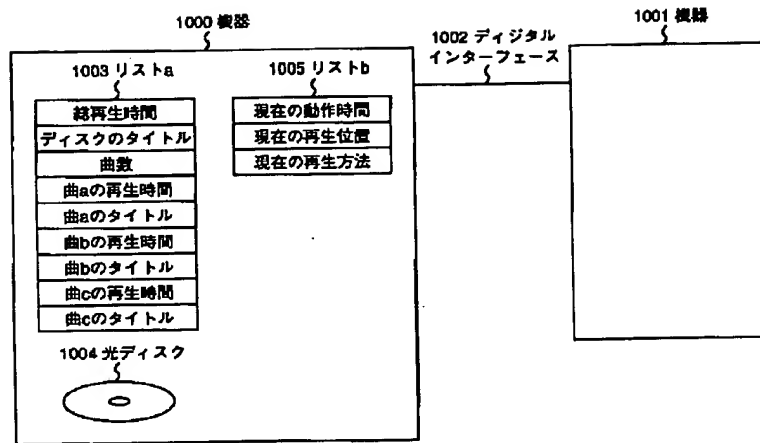 1000 機器
1001 機器
1002 ディジタル
インターフェース
1003 リストa
1005 リストb
総再生時間
ディスクのタイトル
曲数
曲aの再生時間
曲aのタイトル
曲bの再生時間
曲bのタイトル
曲cの再生時間
曲cのタイトル
現在の動作時間
現在の再生位置
現在の再生方法
1004 光ディスク